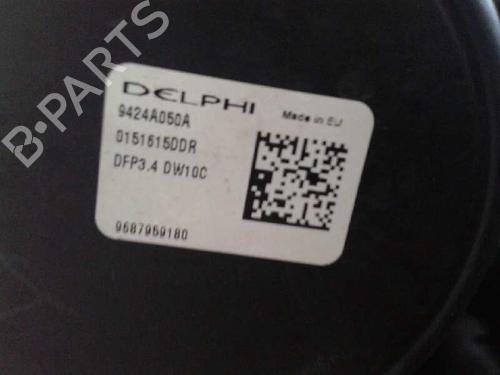 B-PARTS
DELPHI
Made in EU
9424A050A
0151615DDR
DFP3.4 DW10C
9687959180